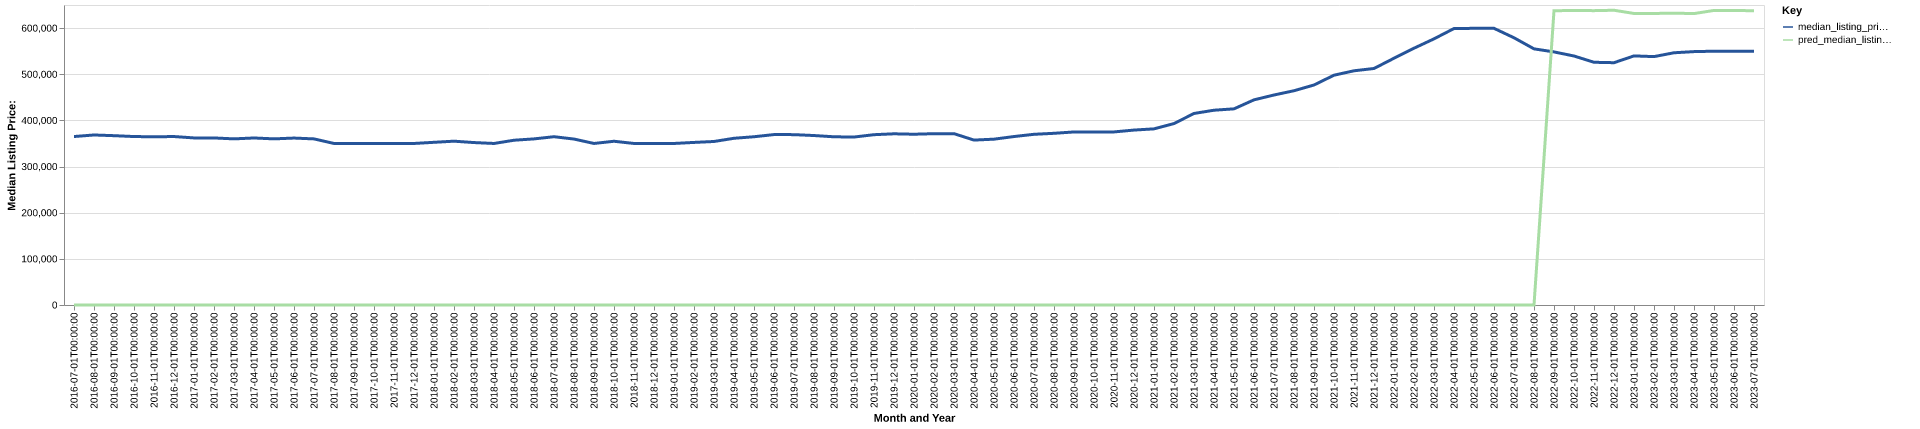 600,000
500,000
400,000
300,000
200,000
100,000
0
Median Listing Price:
2016-07-01T00:00:00
2016-08-01T00:00:00
2016-09-01T00:00:00
2016-10-01T00:00:00
2016-11-01T00:00:00
2016-12-01T00:00:00
2017-01-01T00:00:00
2017-02-01T00:00:00
2017-03-01T00:00:00
2017-04-01T00:00:00
2017-05-01T00:00:00
2017-06-01T00:00:00
2017-07-01T00:00:00
2017-08-01T00:00:00
2017-09-01T00:00:00
2017-10-01T00:00:00
2017-11-01T00:00:00
2017-12-01T00:00:00
2018-01-01T00:00:00
2018-02-01T00:00:00
2018-03-01T00:00:00
2018-04-01T00:00:00
2018-05-01T00:00:00
2018-06-01T00:00:00
2018-07-01T00:00:00
2018-08-01T00:00:00
2018-09-01T00:00:00
2018-10-01T00:00:00
2018-11-01T00:00:00
2018-12-01T00:00:00
2019-01-01T00:00:00
2019-02-01T00:00:00
2019-03-01T00:00:00
2019-04-01T00:00:00
2019-05-01T00:00:00
2019-06-01T00:00:00
2019-07-01T00:00:00
2019-08-01T00:00:00
2019-09-01T00:00:00
2019-10-01T00:00:00
2019-11-01T00:00:00
2019-12-01T00:00:00
2020-01-01T00:00:00
2020-02-01T00:00:00
2020-03-01T00:00:00
2020-04-01T00:00:00
2020-05-01T00:00:00
2020-06-01T00:00:00
2020-07-01T00:00:00
2020-08-01T00:00:00
2020-09-01T00:00:00
2020-10-01T00:00:00
2020-11-01T00:00:00
2020-12-01T00:00:00
2021-01-01T00:00:00
2021-02-01T00:00:00
2021-03-01T00:00:00
2021-04-01T00:00:00
2021-05-01T00:00:00
2021-06-01T00:00:00
2021-07-01T00:00:00
2021-08-01T00:00:00
2021-09-01T00:00:00
2021-10-01T00:00:00
2021-11-01T00:00:00
2021-12-01T00:00:00
2022-01-01T00:00:00
2022-02-01T00:00:00
2022-03-01T00:00:00
2022-04-01T00:00:00
2022-05-01T00:00:00
2022-06-01T00:00:00
2022-07-01T00:00:00
2022-08-01T00:00:00
2022-09-01T00:00:00
2022-10-01T00:00:00
2022-11-01T00:00:00
2022-12-01T00:00:00
2023-01-01T00:00:00
2023-02-01T00:00:00
2023-03-01T00:00:00
2023-04-01T00:00:00
2023-05-01T00:00:00
2023-06-01T00:00:00
2023-07-01T00:00:00
Month and Year
Key
median_listing_pri…
pred_median_listin…